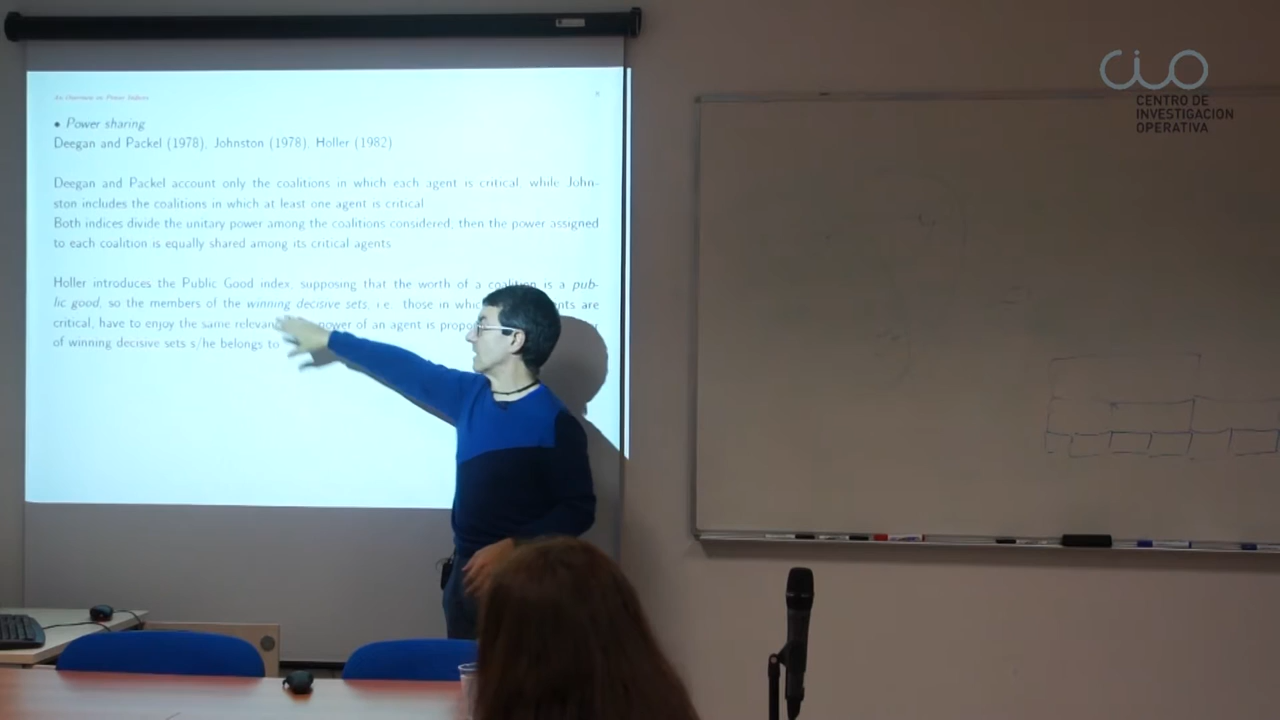 An Overview on Power Indices
• Power sharing
Deegan and Packel (1978), Johnston (1978), Holler (1982)
Deegan and Packel account only the coalitions in which each agent is critical, while John-
ston includes the coalitions in which at least one agent is critical
Both indices divide the unitary power among the coalitions considered, then the power assigned
to each coalition is equally shared among its critical agents
Holler introduces the Public Good index, supposing that the worth of a coalition is a pub-
lic good, so the members of the winning decisive sets, i.e. those in
critical, have to enjoy the same power of an agent is
of winning decisive sets s/he belongs to
CIO
CENTRO DE
INVESTIGACION
OPERATIVA